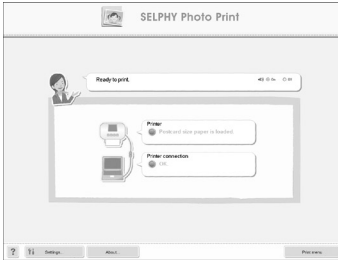 SELPHY Photo Print
Ready to print.
On
Off
Printer
Postcard size paper is loaded.
Printer connection
OK
?
Settings...
About...
Print menu